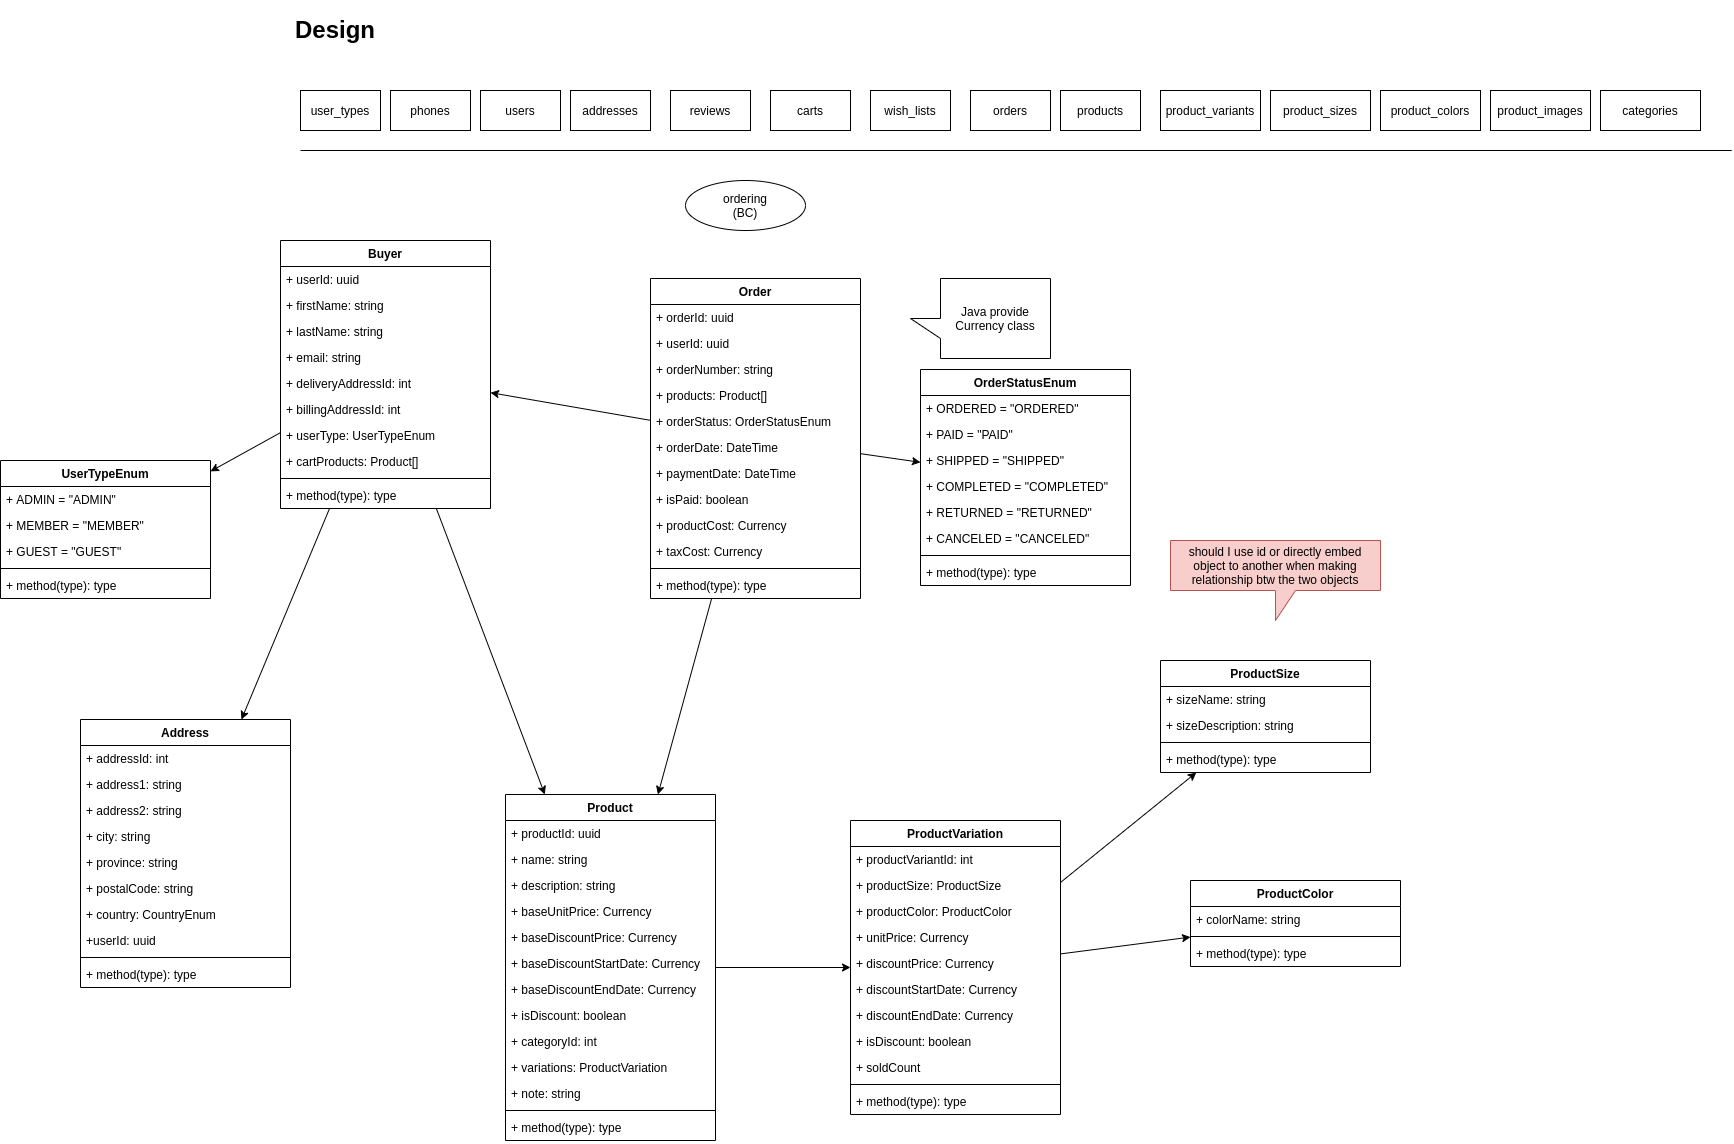 Design
user_types
phones
users
addresses
reviews
carts
wish_lists
orders
products
product_variants
product_sizes
product_colors
product_images
categories
ordering
(BC)
Buyer
+ userId: uuid
+ firstName: string
+ lastName: string
+ email: string
+ deliveryAddressId: int
+ billingAddressId: int
+ userType: UserTypeEnum
+ cartProducts: Product[]
+ method(type): type
Order
+ orderId: uuid
+ userId: uuid
+ orderNumber: string
+ products: Product[]
+ orderStatus: OrderStatusEnum
+ orderDate: DateTime
+ paymentDate: DateTime
+ isPaid: boolean
+ productCost: Currency
+ taxCost: Currency
+ method(type): type
Java provide
Currency class
OrderStatusEnum
+ ORDERED = "ORDERED"
+ PAID = "PAID"
+ SHIPPED = "SHIPPED"
+ COMPLETED = "COMPLETED"
+ RETURNED = "RETURNED"
+ CANCELED = "CANCELED"
+ method(type): type
UserTypeEnum
+ ADMIN = "ADMIN"
+ MEMBER = "MEMBER"
+ GUEST = "GUEST"
+ method(type): type
should I use id or directly embed
object to another when making
relationship btw the two objects
ProductSize
+ sizeName: string
+ sizeDescription: string
+ method(type): type
Address
+ addressId: int
+ address1: string
+ address2: string
+ city: string
+ province: string
+ postalCode: string
+ country: CountryEnum
+userId: uuid
+ method(type): type
Product
+ productId: uuid
+ name: string
+ description: string
+ baseUnitPrice: Currency
+ baseDiscountPrice: Currency
+ baseDiscountStartDate: Currency
+ baseDiscountEndDate: Currency
+ isDiscount: boolean
+ categoryId: int
+ variations: ProductVariation
+ note: string
+ method(type): type
ProductVariation
+ productVariantId: int
+ productSize: ProductSize
+ productColor: ProductColor
+ unitPrice: Currency
+ discountPrice: Currency
+ discountStartDate: Currency
+ discountEndDate: Currency
+ isDiscount: boolean
+ soldCount
+ method(type): type
ProductColor
+ colorName: string
+ method(type): type